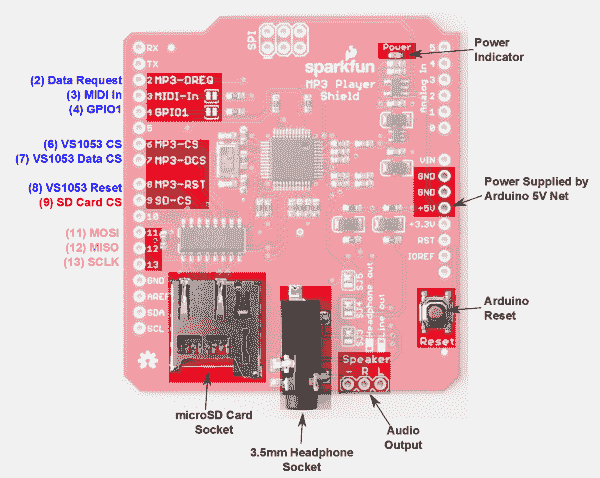 RX
TX
(2) Data Request
2 MP3-DREQ
(3) MIDI In
3 MIDI-In
(4) GPIO1
4 GPIO1
5
(6) VS1053 CS
6 MP3-CS
(7) VS1053 Data CS
7 MP3-DCS
(8) VS1053 Reset
8 MP3-RST
(9) SD Card CS
9 SD-CS
10
(11) MOSI
11
(12) MISO
12
(13) SCLK
13
GND
AREF
SDA
SCL
SPI
sparkfun
MP3 Player
Shield
Power
Power
Indicator
5
4
3
2
1
0
Analog In
VIN
GND
GND
+5V
Power Supplied by
Arduino 5V Net
+3.3V
RST
IOREF
Arduino
Reset
Reset
SJ5
SJ4
SJ3
Headphone out
Line out
Speaker
- R L
microSD Card
Socket
3.5mm Headphone
Socket
Audio
Output